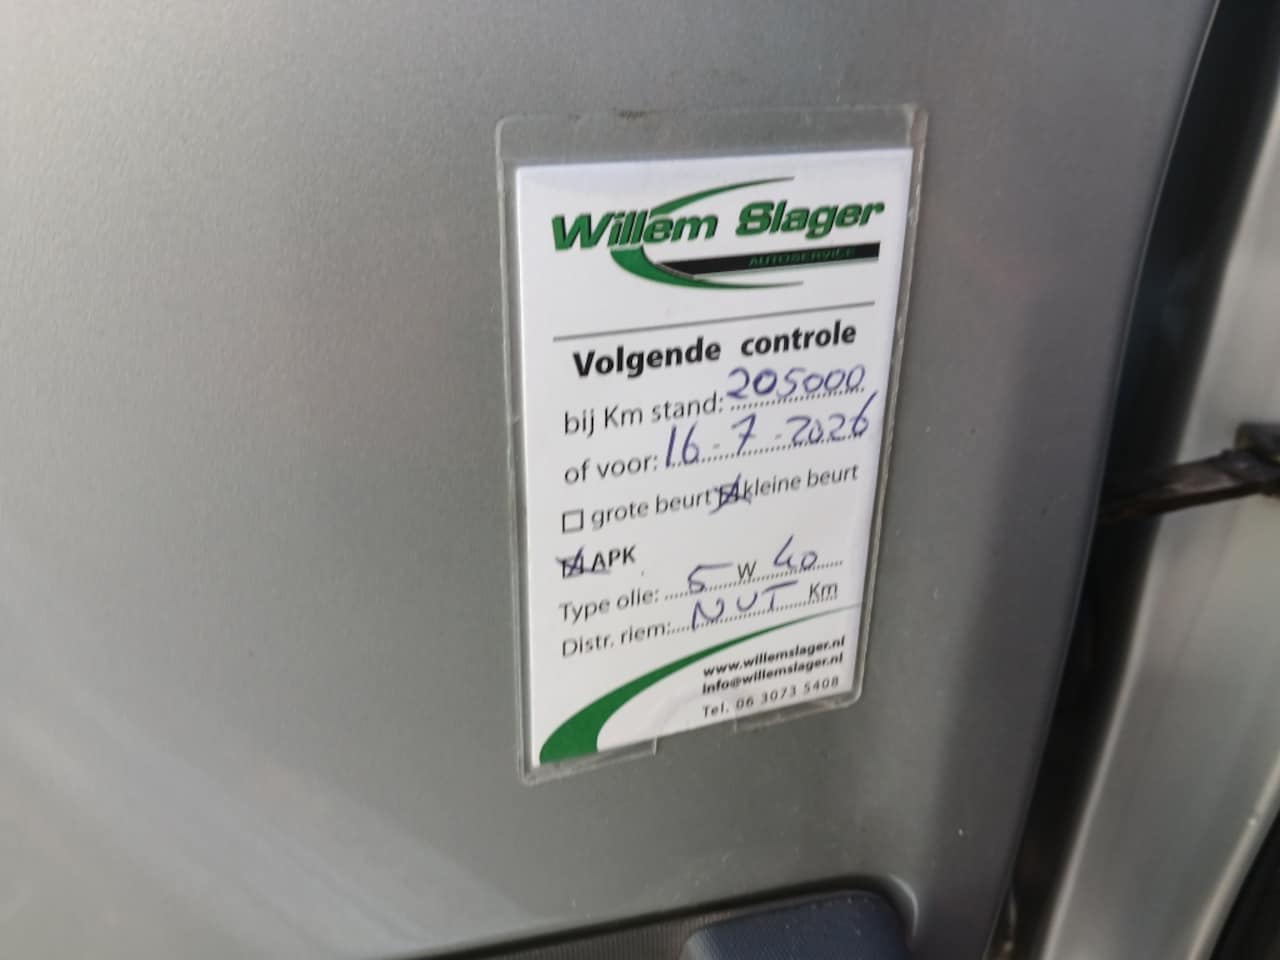 Willem Slager
AUTOSERVICE
Volgende controle
bij Km stand: 205000
of voor: 16-7-2026
grote beurt kleine beurt
APK
Type olie: 5 W 40
Distr. riem: NVT Km
www.willemslager.nl
info@willemslager.nl
Tel. 06 3073 5408